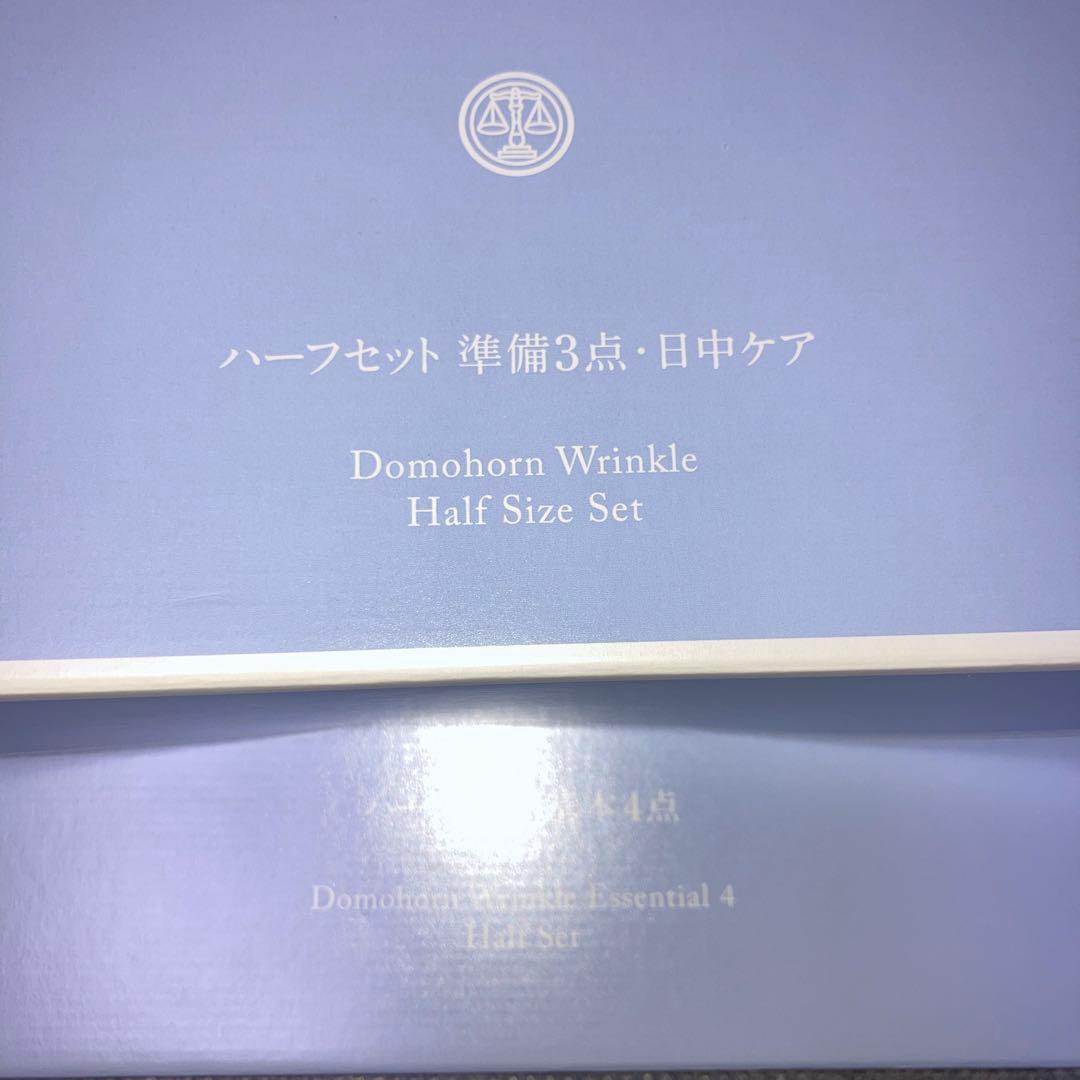 ハーフセット 準備3点・日中ケア
Domohorn Wrinkle
Half Size Set
基本4点
Domohorn Wrinkle Essential 4
Half Set